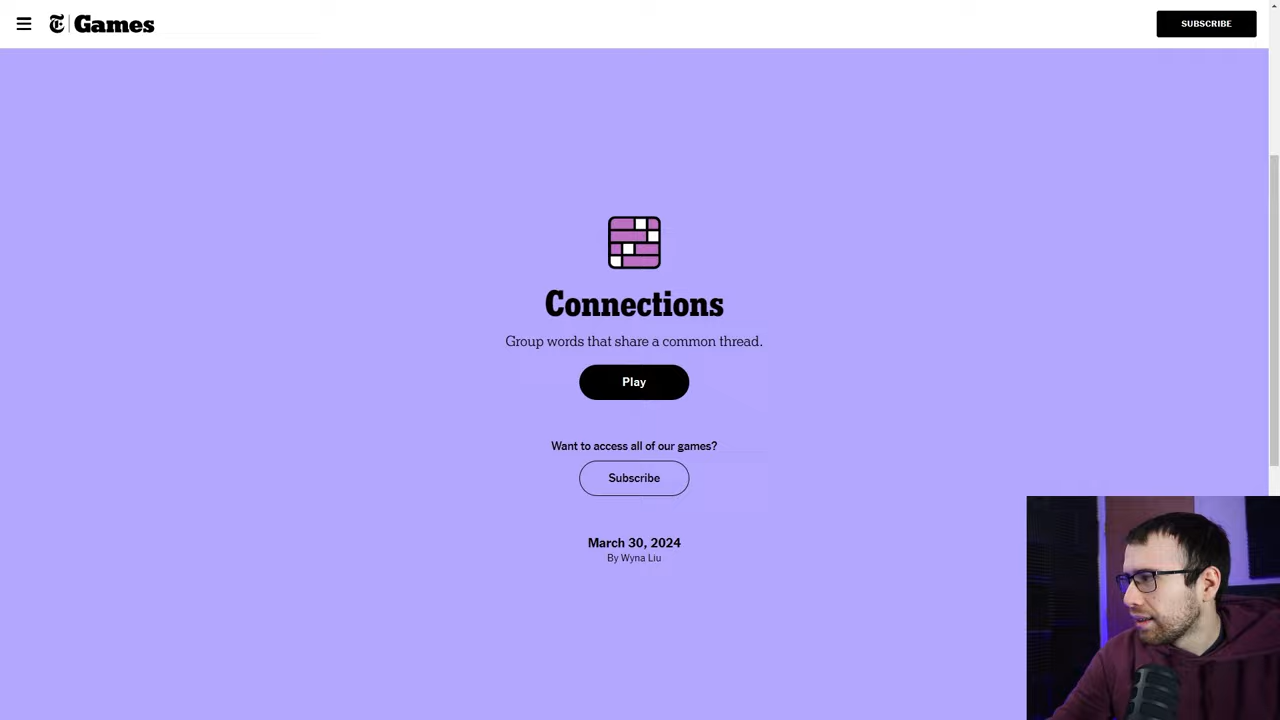 Games
SUBSCRIBE
Connections
Group words that share a common thread.
Play
Want to access all of our games?
Subscribe
March 30, 2024
By Wyna Liu